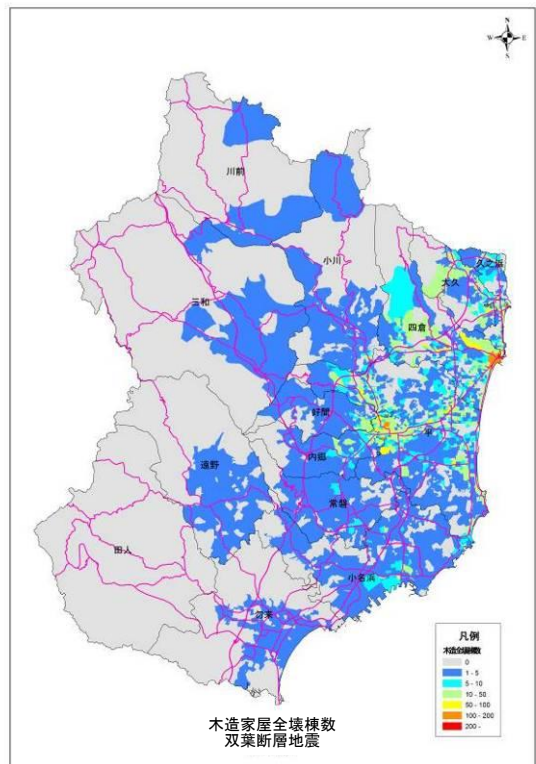 N
W E
S
川前
小川
久之浜
大久
三和
四倉
好間
平
内郷
遠野
常磐
田人
小名浜
勿来
凡例
木造全壊棟数
0
1 - 5
5 - 10
10 - 50
50 - 100
100 - 200
200 -
木造家屋全壊棟数
双葉断層地震